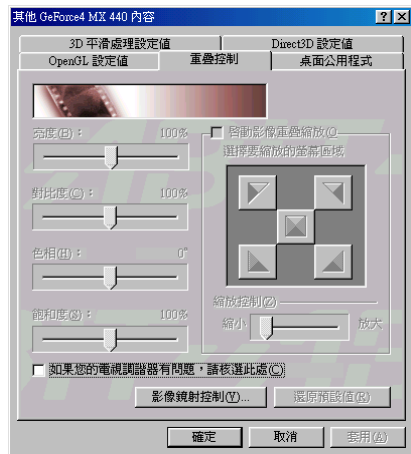 其他 GeForce4 MX 440 內容
3D 平滑處理設定値
Direct3D 設定値
OpenGL 設定値
重疊控制
桌面公用程式
亮度(B)：
100%
對比度(C)：
100%
色相(H)：
0°
飽和度(S)：
100%
啓動影像重疊縮放(O)
選擇要縮放的螢幕區域
縮放控制(Z)
縮小
放大
如果您的電視調諧器有問題，請核選此處(C)
影像鏡射控制(V)...
還原預設値(R)
確定
取消
套用(A)